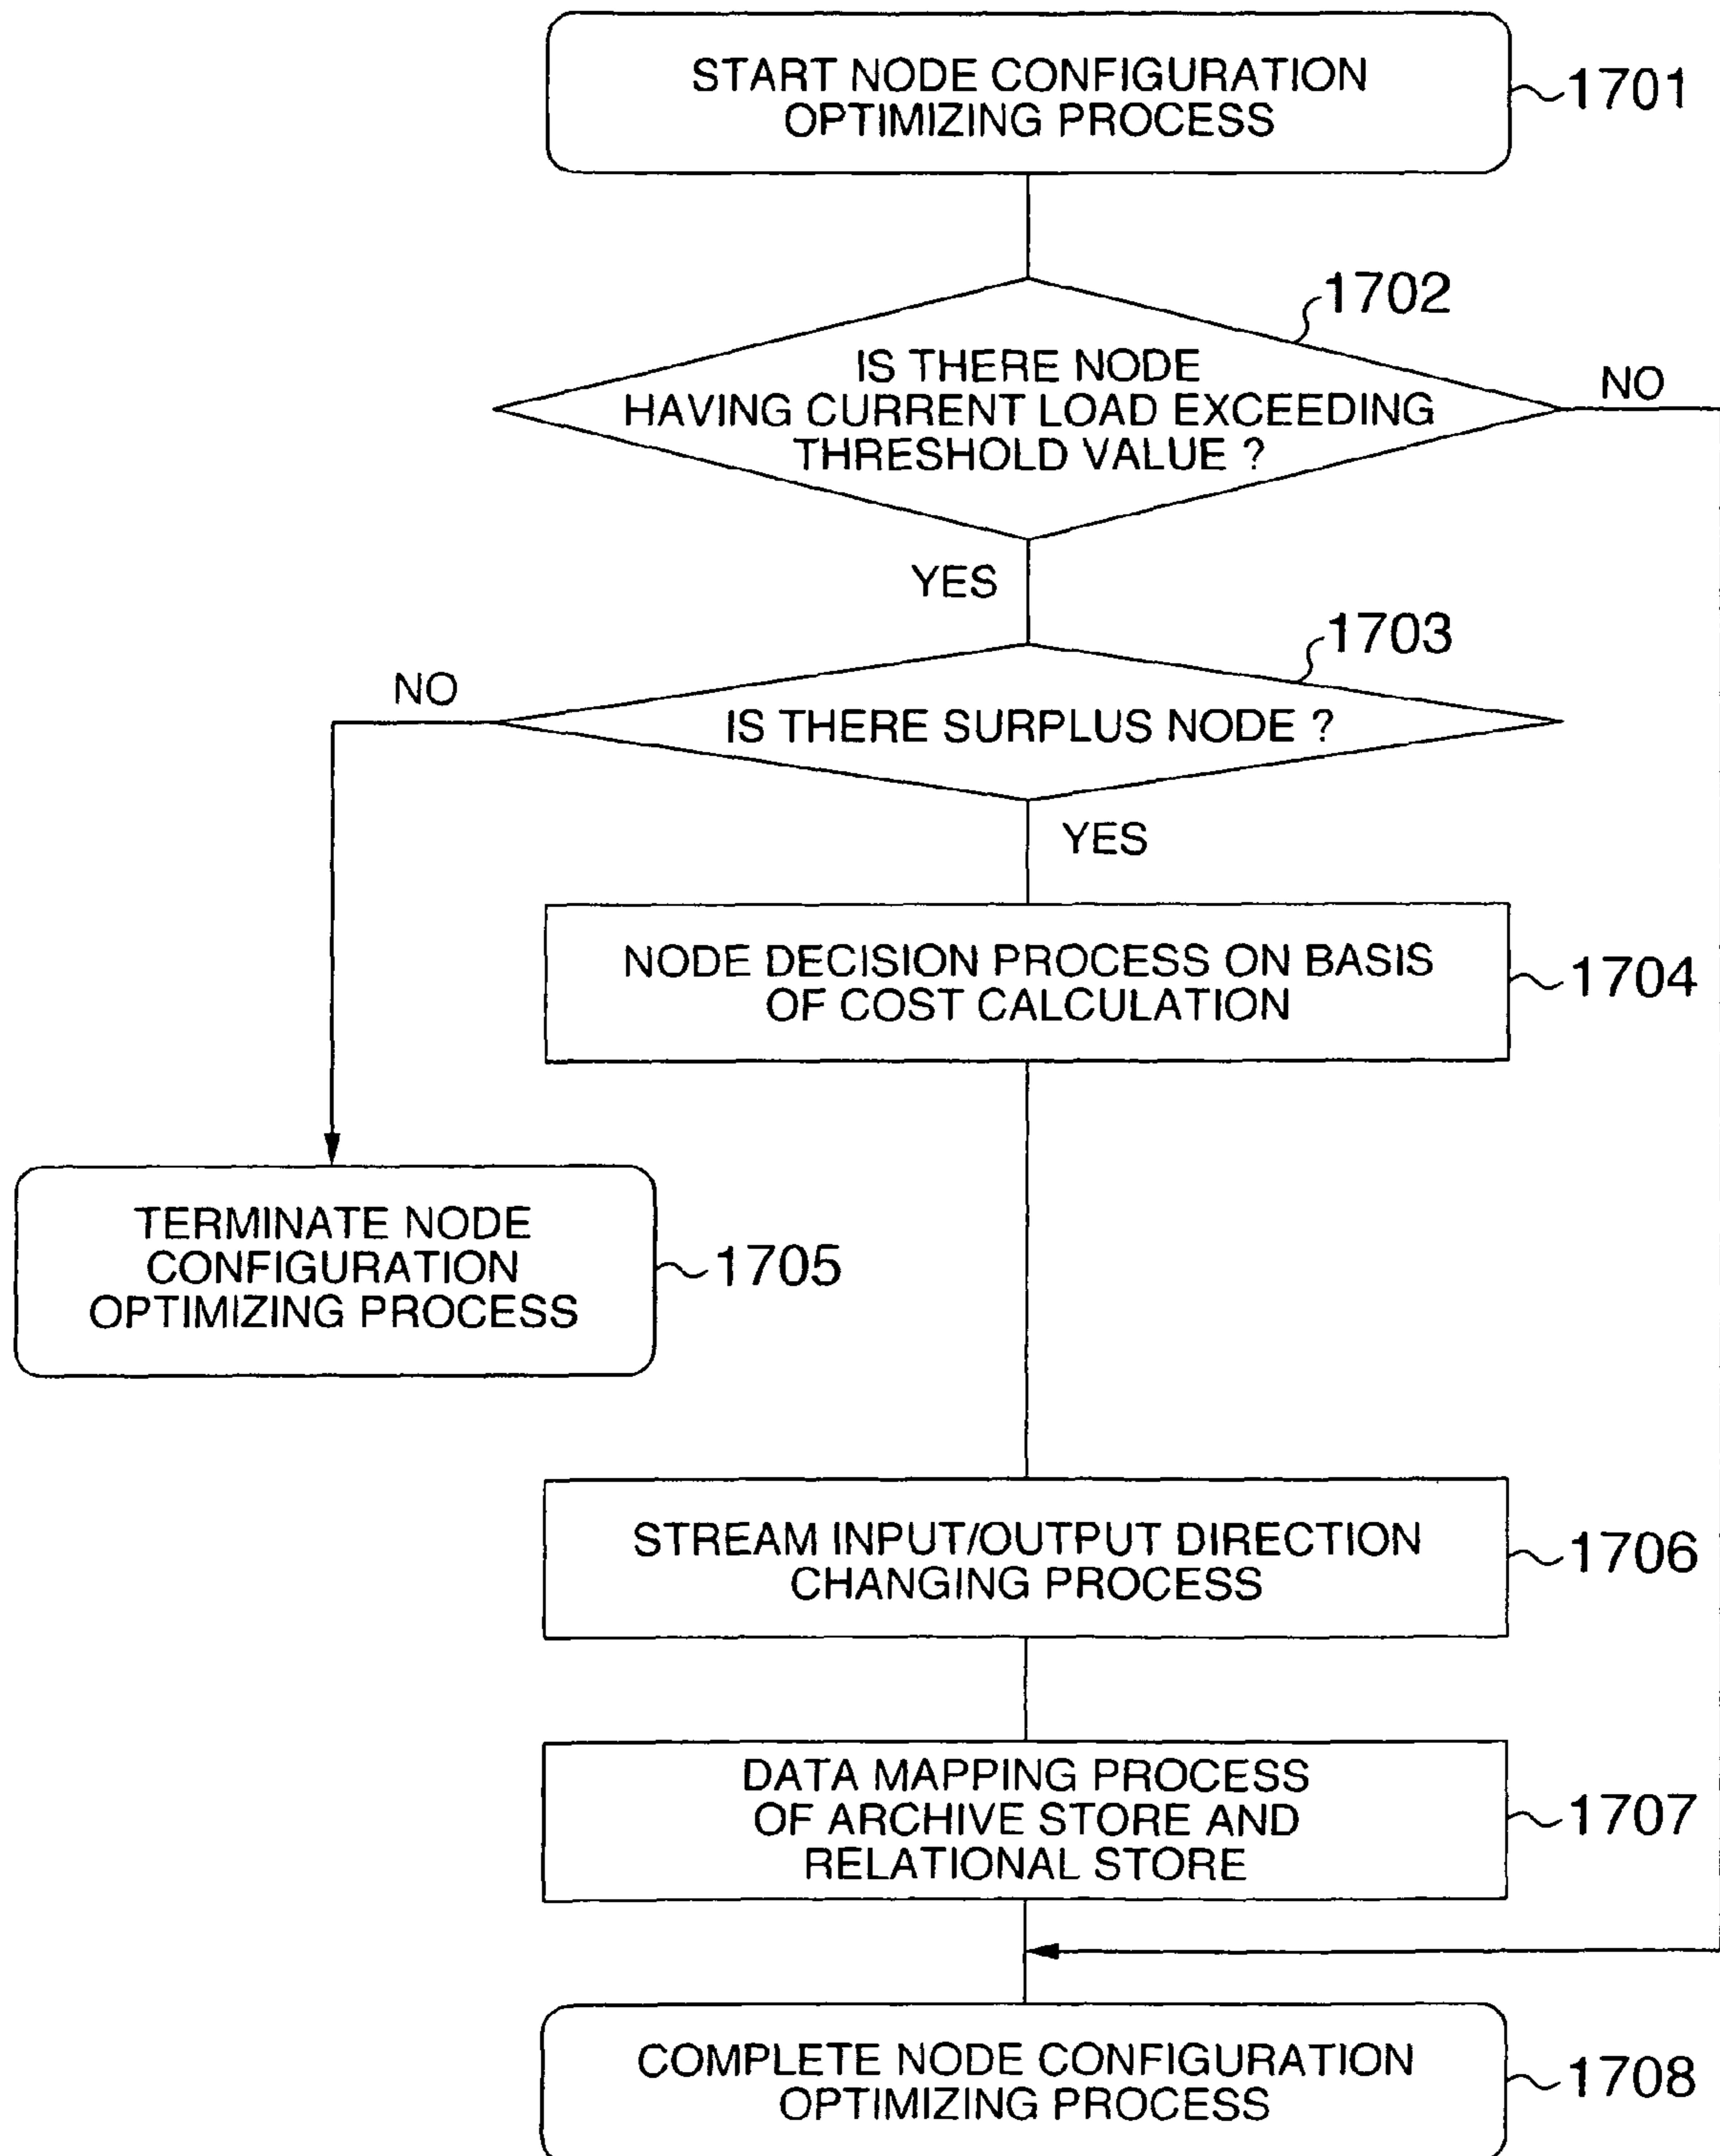 START NODE CONFIGURATION
OPTIMIZING PROCESS
1701
1702
IS THERE NODE
HAVING CURRENT LOAD EXCEEDING
THRESHOLD VALUE ?
NO
YES
1703
NO
IS THERE SURPLUS NODE ?
YES
NODE DECISION PROCESS ON BASIS
OF COST CALCULATION
1704
TERMINATE NODE
CONFIGURATION
OPTIMIZING PROCESS
1705
STREAM INPUT/OUTPUT DIRECTION
CHANGING PROCESS
1706
DATA MAPPING PROCESS
OF ARCHIVE STORE AND
RELATIONAL STORE
1707
COMPLETE NODE CONFIGURATION
OPTIMIZING PROCESS
1708